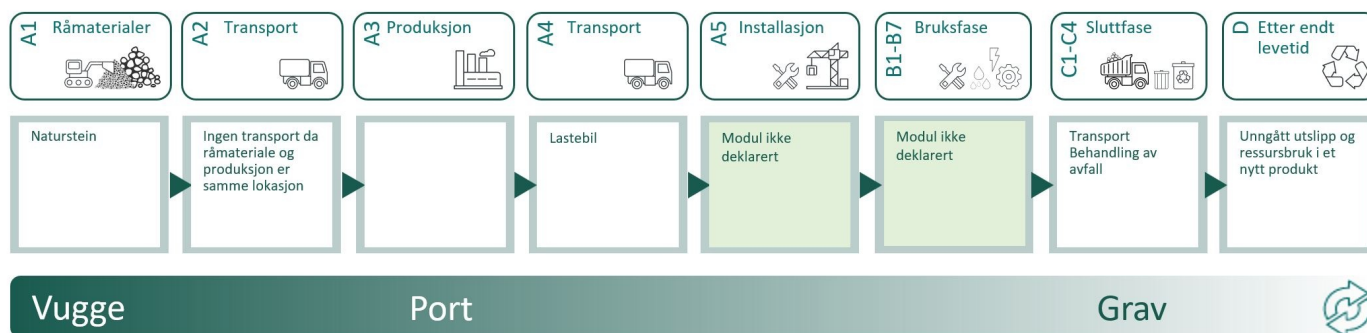 A1 Råmaterialer
A2 Transport
A3 Produksjon
A4 Transport
A5 Installasjon
B1-B7 Bruksfase
C1-C4 Sluttfase
D Etter endt
levetid
Naturstein
Ingen transport da
råmateriale og
produksjon er
samme lokasjon
Lastebil
Modul ikke
deklarert
Modul ikke
deklarert
Transport
Behandling av
avfall
Unngått utslipp og
ressursbruk i et
nytt produkt
Vugge
Port
Grav